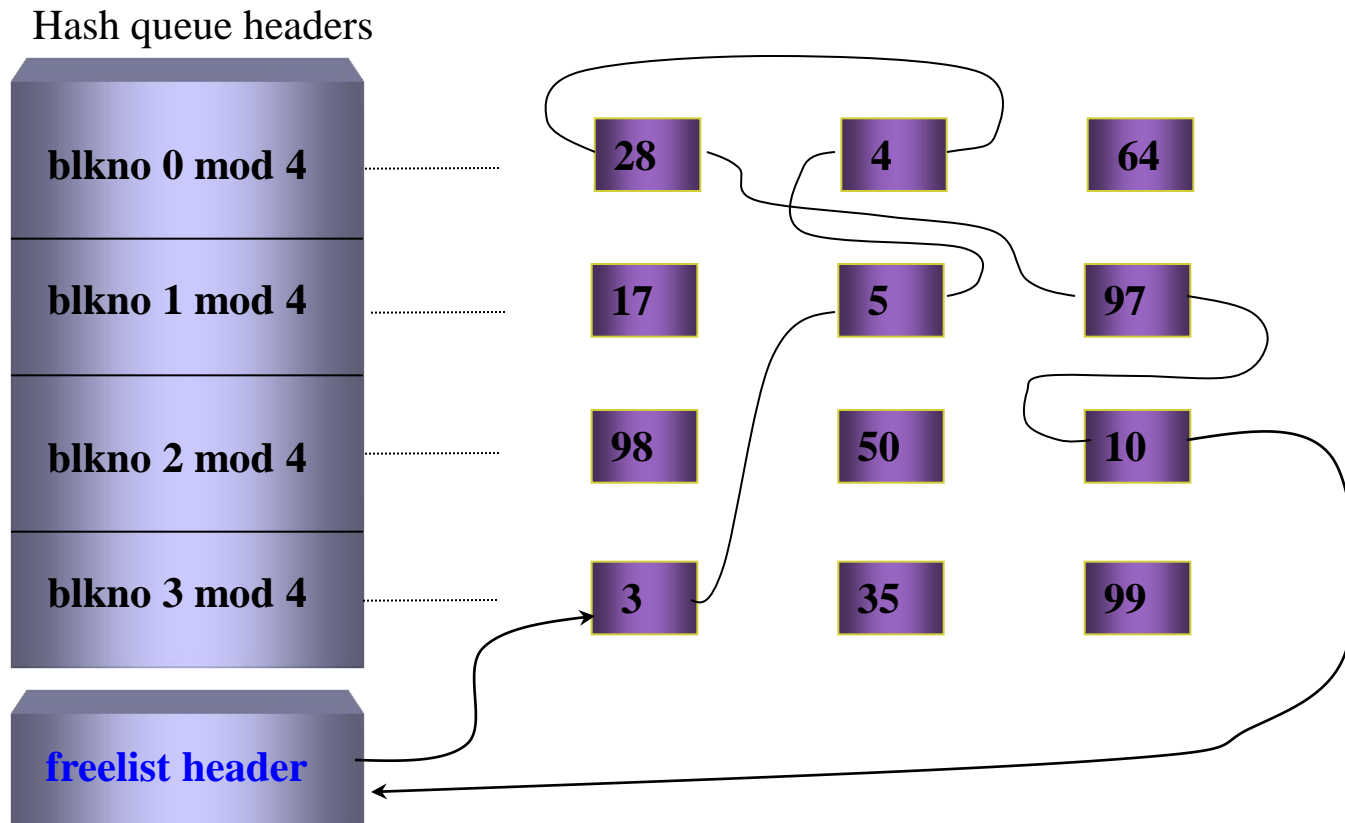 Hash queue headers
blkno 0 mod 4
28
4
64
blkno 1 mod 4
17
5
97
blkno 2 mod 4
98
50
10
blkno 3 mod 4
3
35
99
freelist header